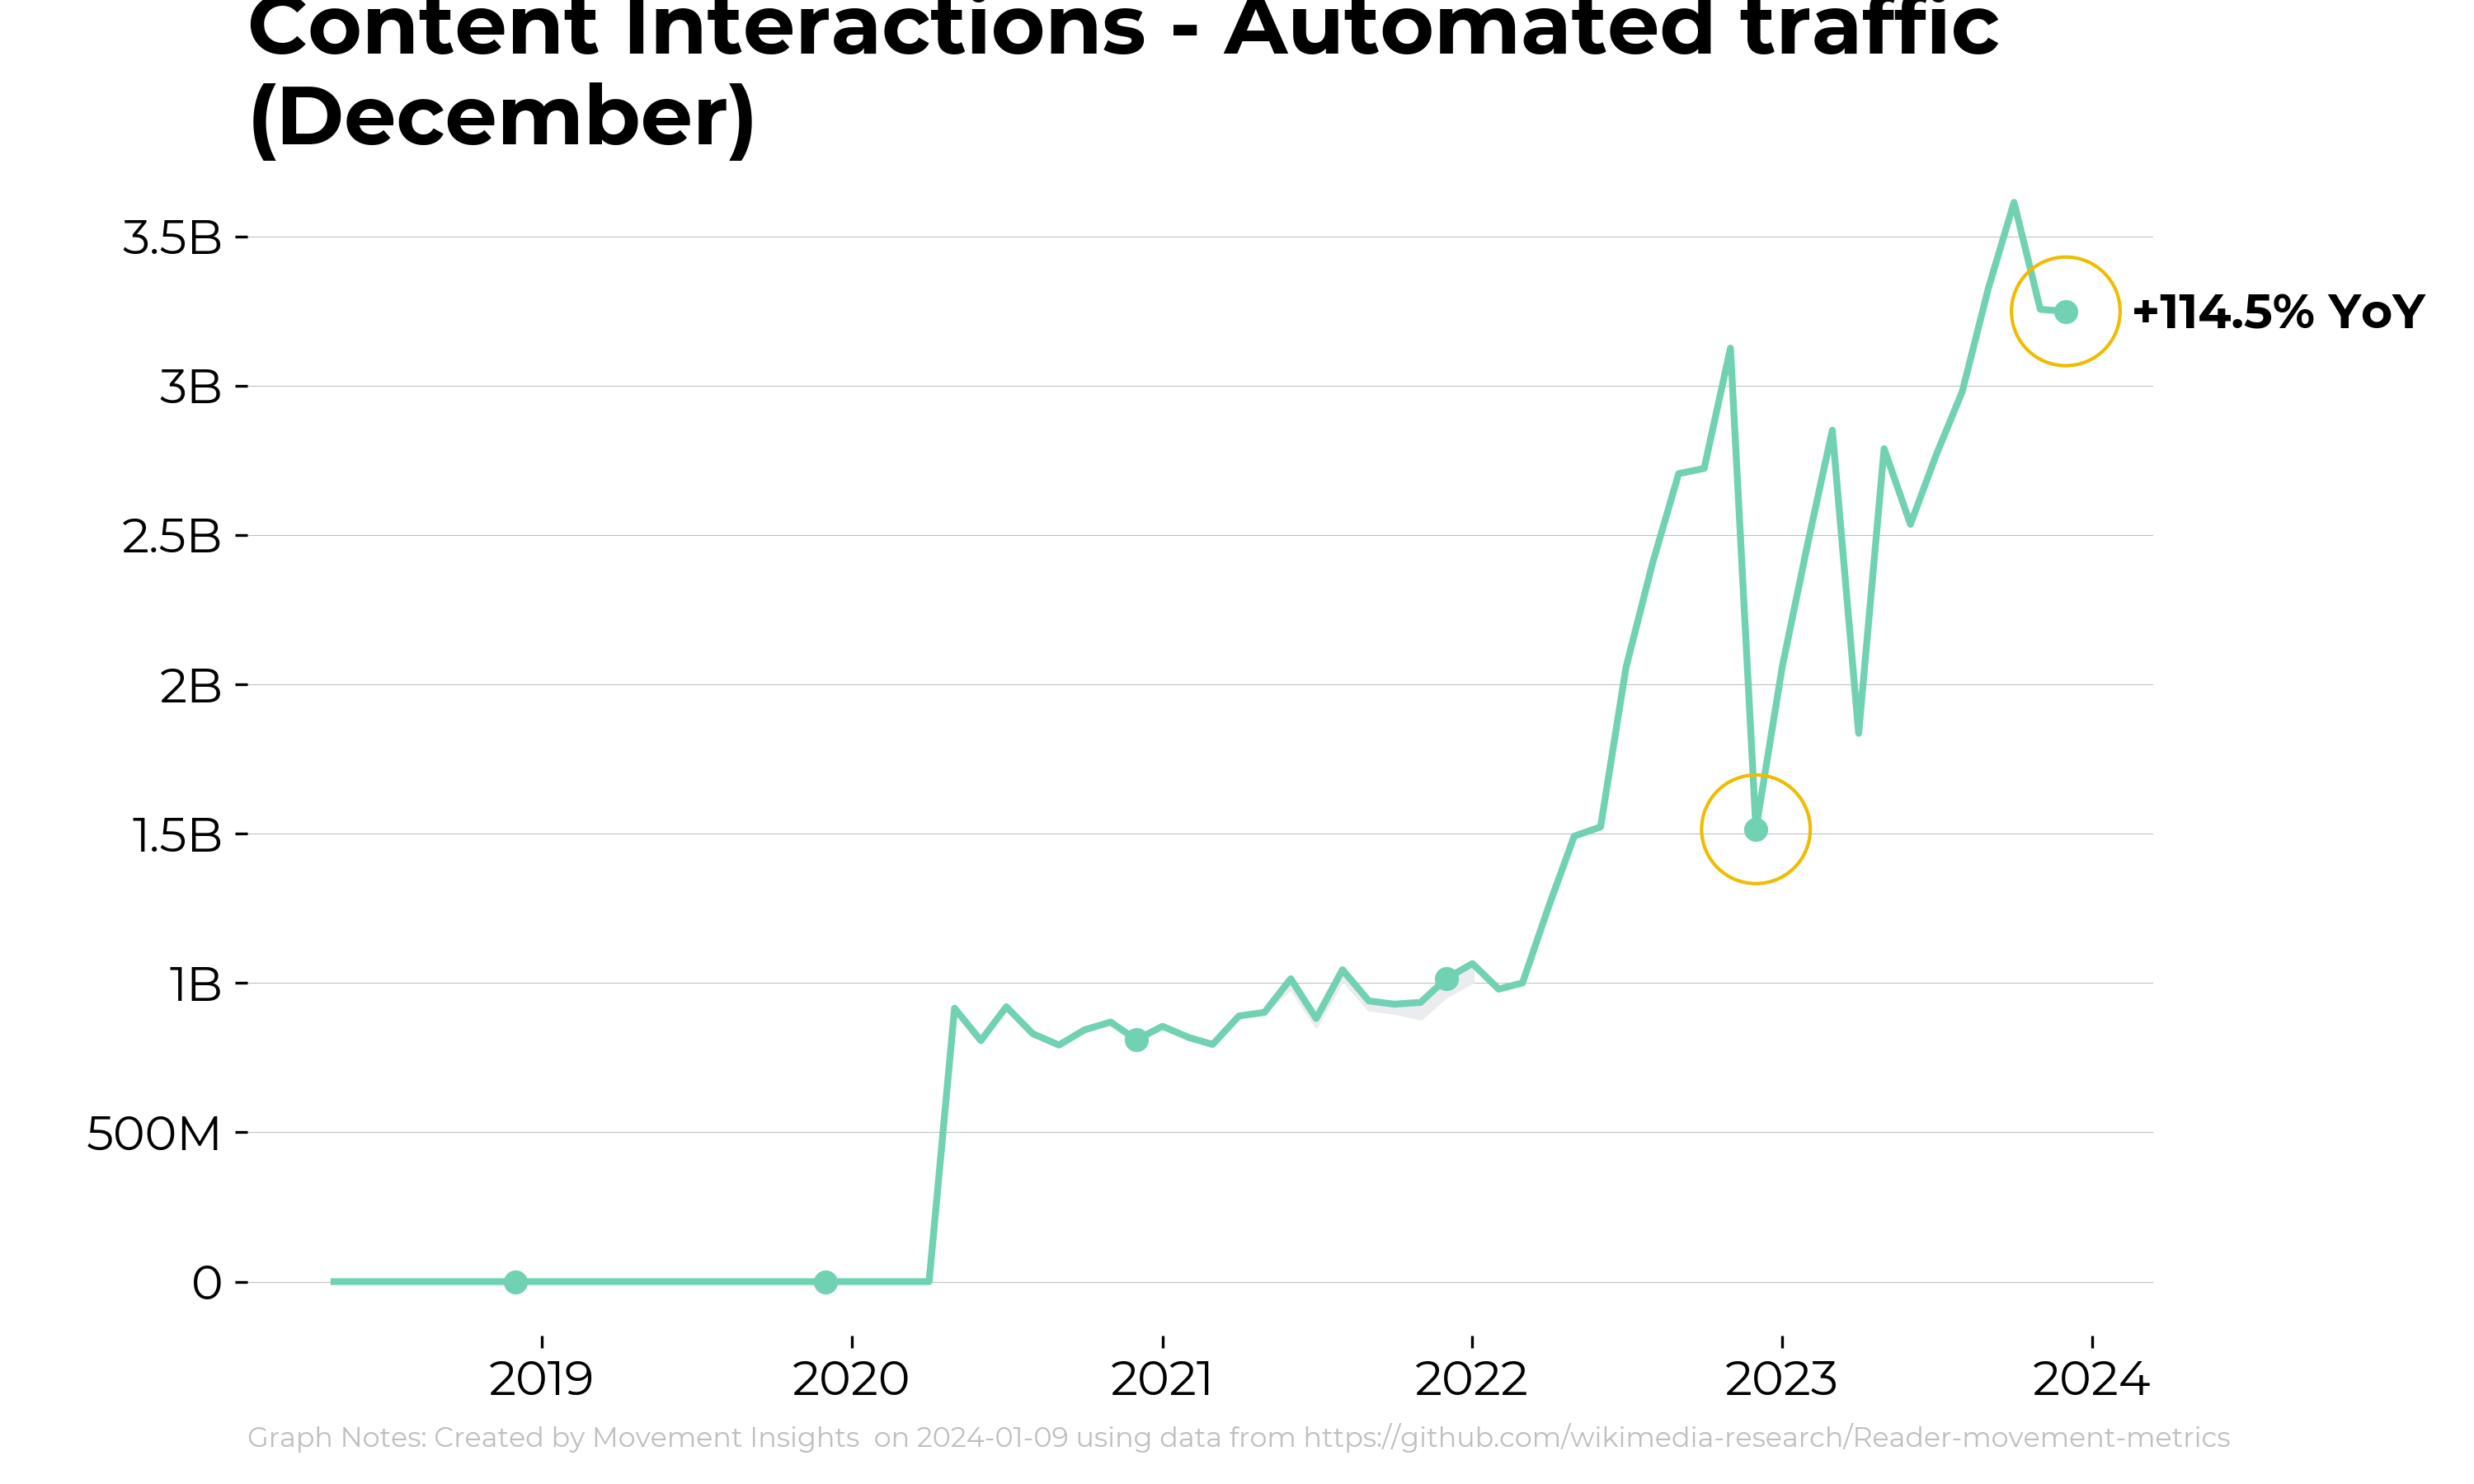 Content Interactions - Automated traffic
(December)
3.5B
+114.5% YoY
3B
2.5B
2B
1.5B
1B
500M
0
2019 2020 2021 2022 2023 2024
Graph Notes: Created by Movement Insights  on 2024-01-09 using data from https://github.com/wikimedia-research/Reader-movement-metrics